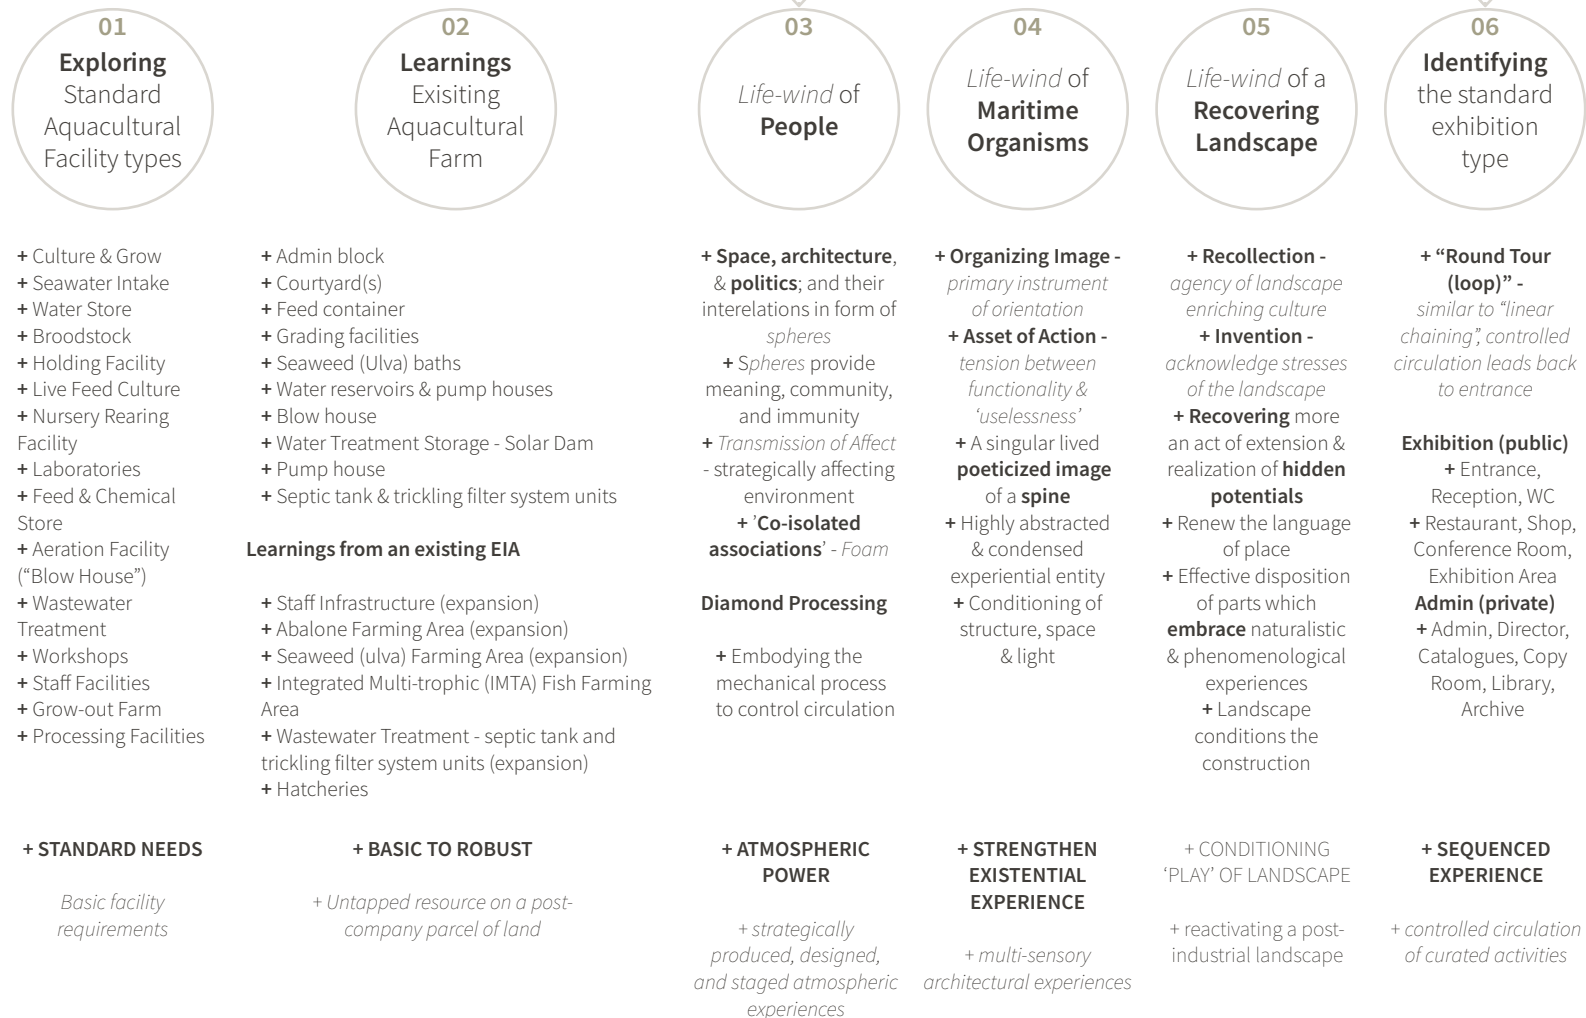 01
Exploring
Standard
Aquacultural
Facility types
+ Culture & Grow
+ Seawater Intake
+ Water Store
+ Broodstock
+ Holding Facility
+ Live Feed Culture
+ Nursery Rearing
Facility
+ Laboratories
+ Feed & Chemical
Store
+ Aeration Facility
(“Blow House”)
+ Wastewater
Treatment
+ Workshops
+ Staff Facilities
+ Grow-out Farm
+ Processing Facilities
+ STANDARD NEEDS
Basic facility
requirements
02
Learnings
Exisiting
Aquacultural
Farm
+ Admin block
+ Courtyard(s)
+ Feed container
+ Grading facilities
+ Seaweed (Ulva) baths
+ Water reservoirs & pump houses
+ Blow house
+ Water Treatment Storage - Solar Dam
+ Pump house
+ Septic tank & trickling filter system units
Learnings from an existing EIA
+ Staff Infrastructure (expansion)
+ Abalone Farming Area (expansion)
+ Seaweed (ulva) Farming Area (expansion)
+ Integrated Multi-trophic (IMTA) Fish Farming
Area
+ Wastewater Treatment - septic tank and
trickling filter system units (expansion)
+ Hatcheries
+ BASIC TO ROBUST
+ Untapped resource on a post-
company parcel of land
03
Life-wind of
People
+ Space, architecture,
& politics; and their
interelations in form of
spheres
+ Spheres provide
meaning, community,
and immunity
+ Transmission of Affect
- strategically affecting
environment
+ ’Co-isolated
associations’ - Foam
Diamond Processing
+ Embodying the
mechanical process
to control circulation
+ ATMOSPHERIC
POWER
+ strategically
produced, designed,
and staged atmospheric
experiences
04
Life-wind of
Maritime
Organisms
+ Organizing Image -
primary instrument
of orientation
+ Asset of Action -
tension between
functionality &
‘uselessness’
+ A singular lived
poeticized image
of a spine
+ Highly abstracted
& condensed
experiential entity
+ Conditioning of
structure, space
& light
+ STRENGTHEN
EXISTENTIAL
EXPERIENCE
+ multi-sensory
architectural experiences
05
Life-wind of a
Recovering
Landscape
+ Recollection -
agency of landscape
enriching culture
+ Invention -
acknowledge stresses
of the landscape
+ Recovering more
an act of extension &
realization of hidden
potentials
+ Renew the language
of place
+ Effective disposition
of parts which
embrace naturalistic
& phenomenological
experiences
+ Landscape
conditions the
construction
+ CONDITIONING
‘PLAY’ OF LANDSCAPE
+ reactivating a post-
industrial landscape
06
Identifying
the standard
exhibition
type
+ “Round Tour
(loop)” -
similar to “linear
chaining”, controlled
circulation leads back
to entrance
Exhibition (public)
+ Entrance,
Reception, WC
+ Restaurant, Shop,
Conference Room,
Exhibition Area
Admin (private)
+ Admin, Director,
Catalogues, Copy
Room, Library,
Archive
+ SEQUENCED
EXPERIENCE
+ controlled circulation
of curated activities